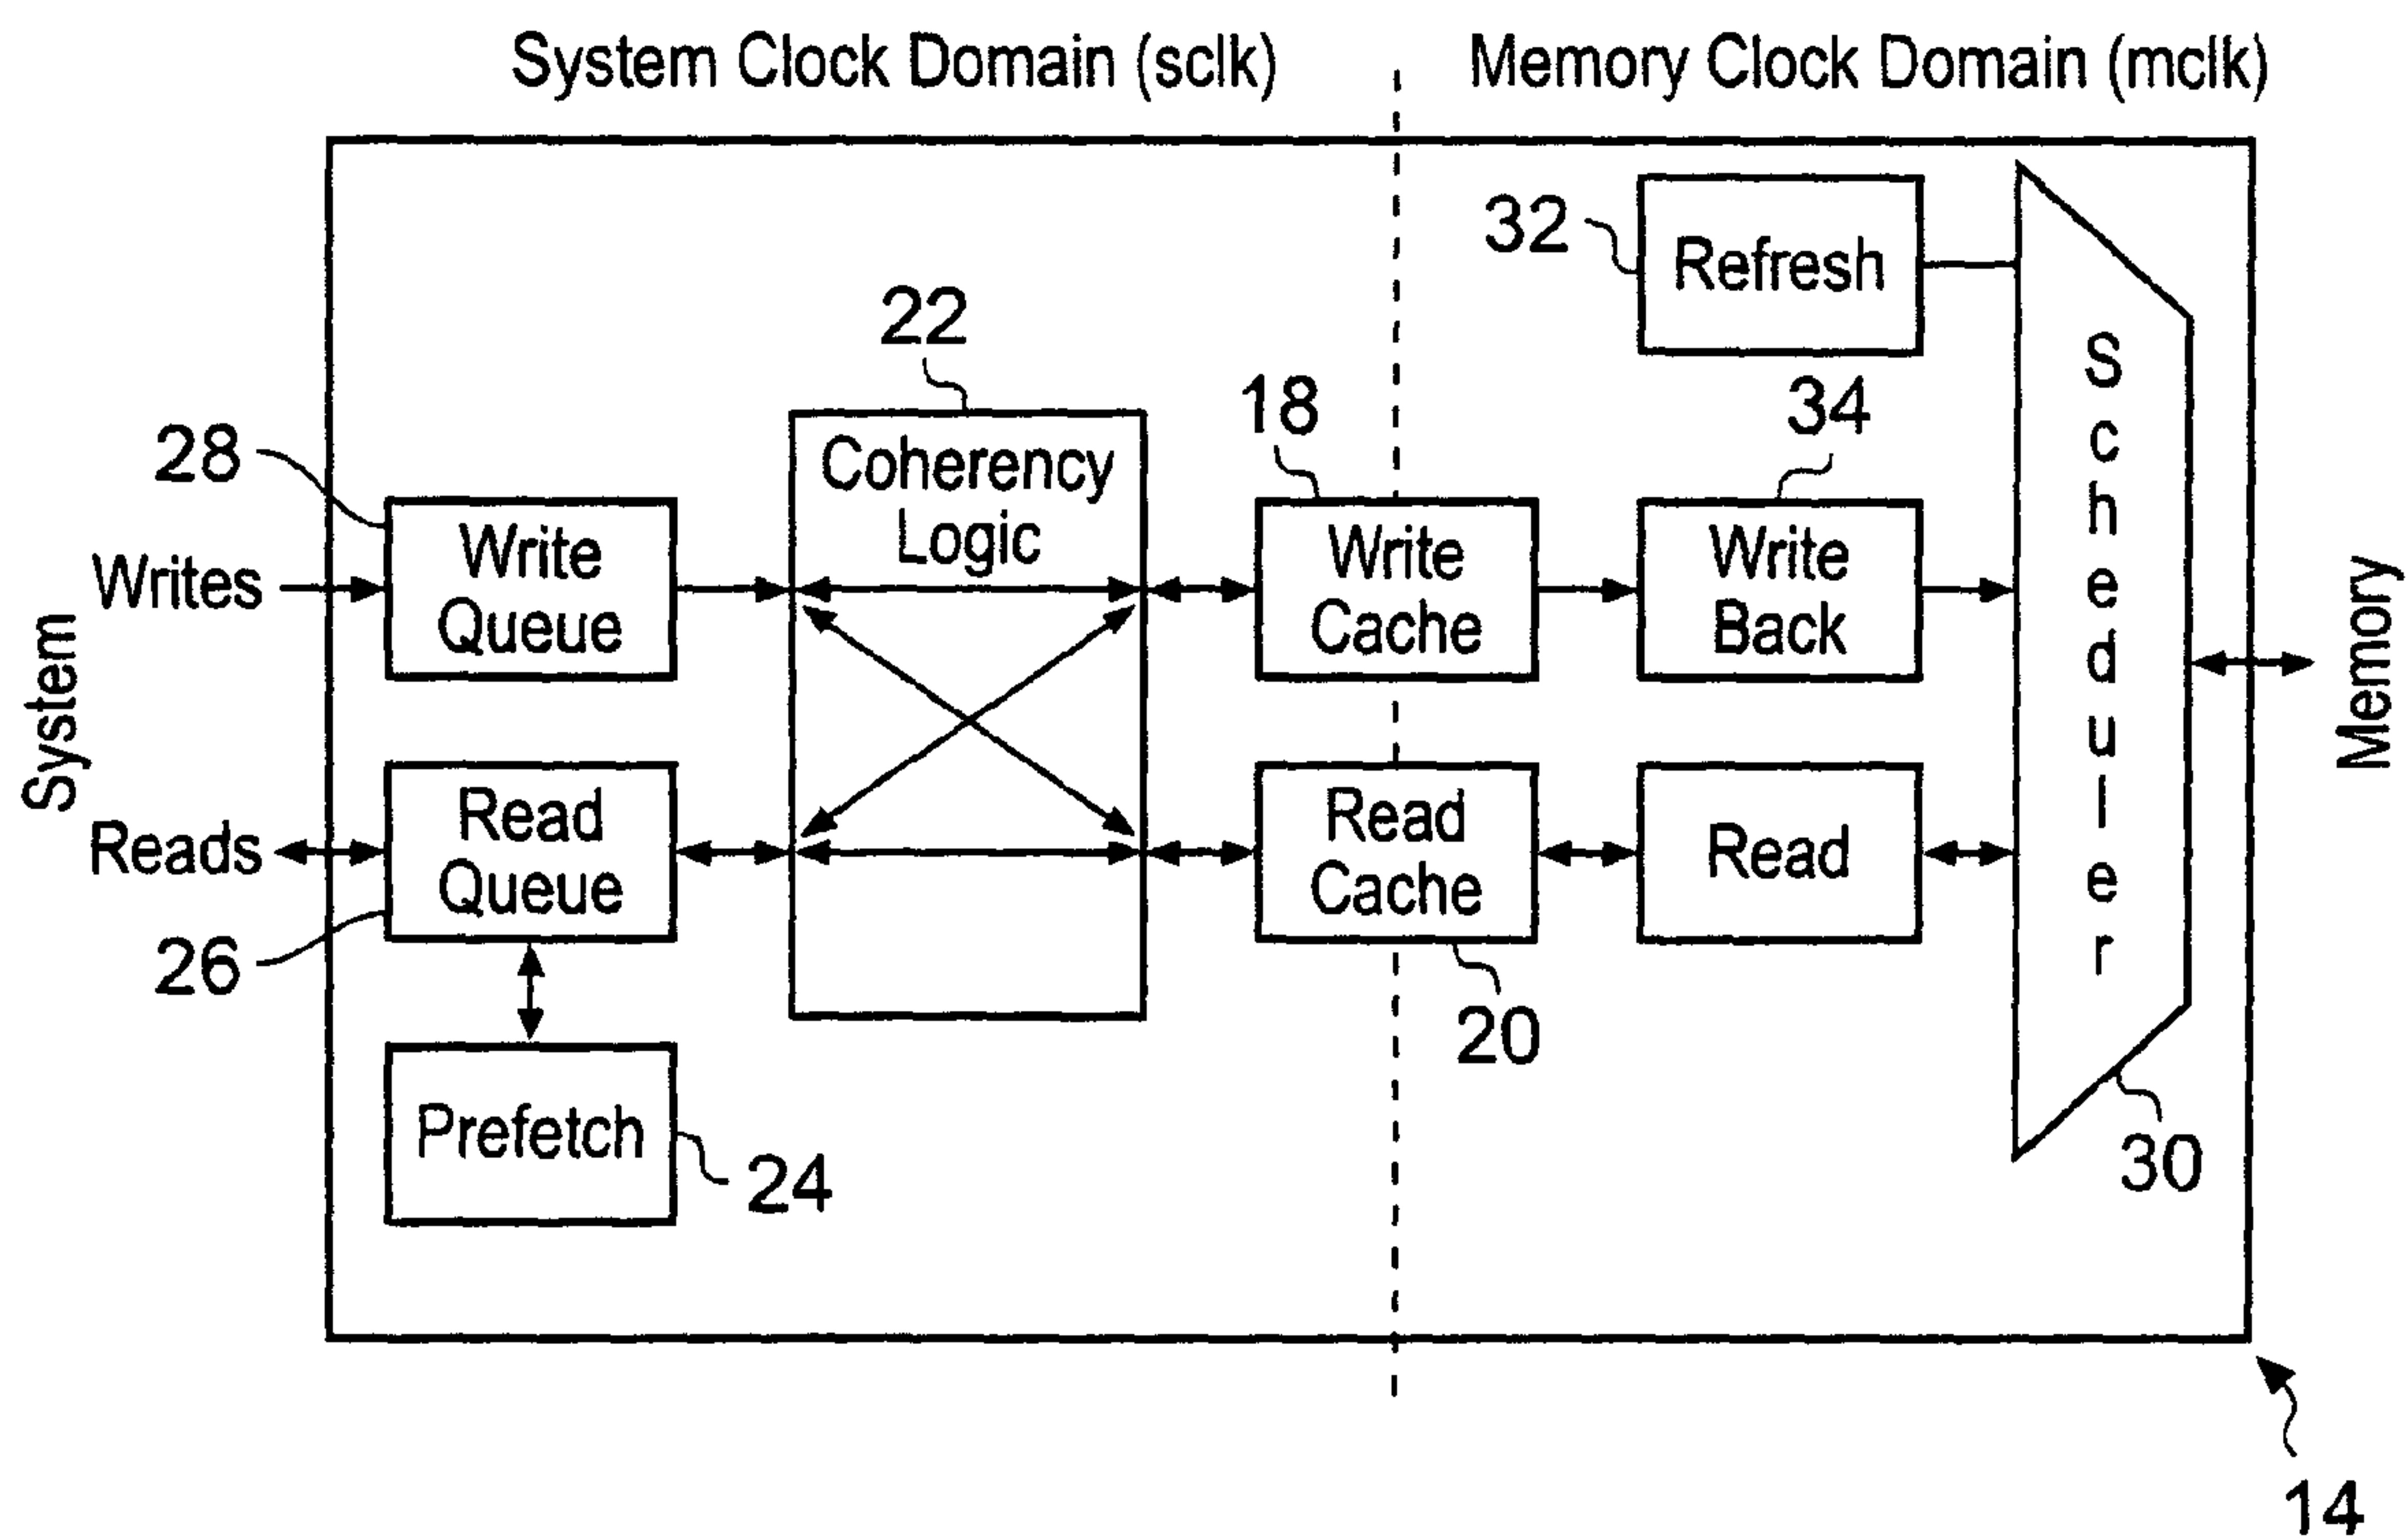 System Clock Domain (sclk)
Memory Clock Domain (mclk)
32
Refresh
22
18
34
28
Coherency
Logic
Write
Queue
Write
Cache
Write
Back
Scheduler
Writes
System
Memory
Reads
Read
Queue
Read
Cache
Read
26
20
Prefetch
24
30
14